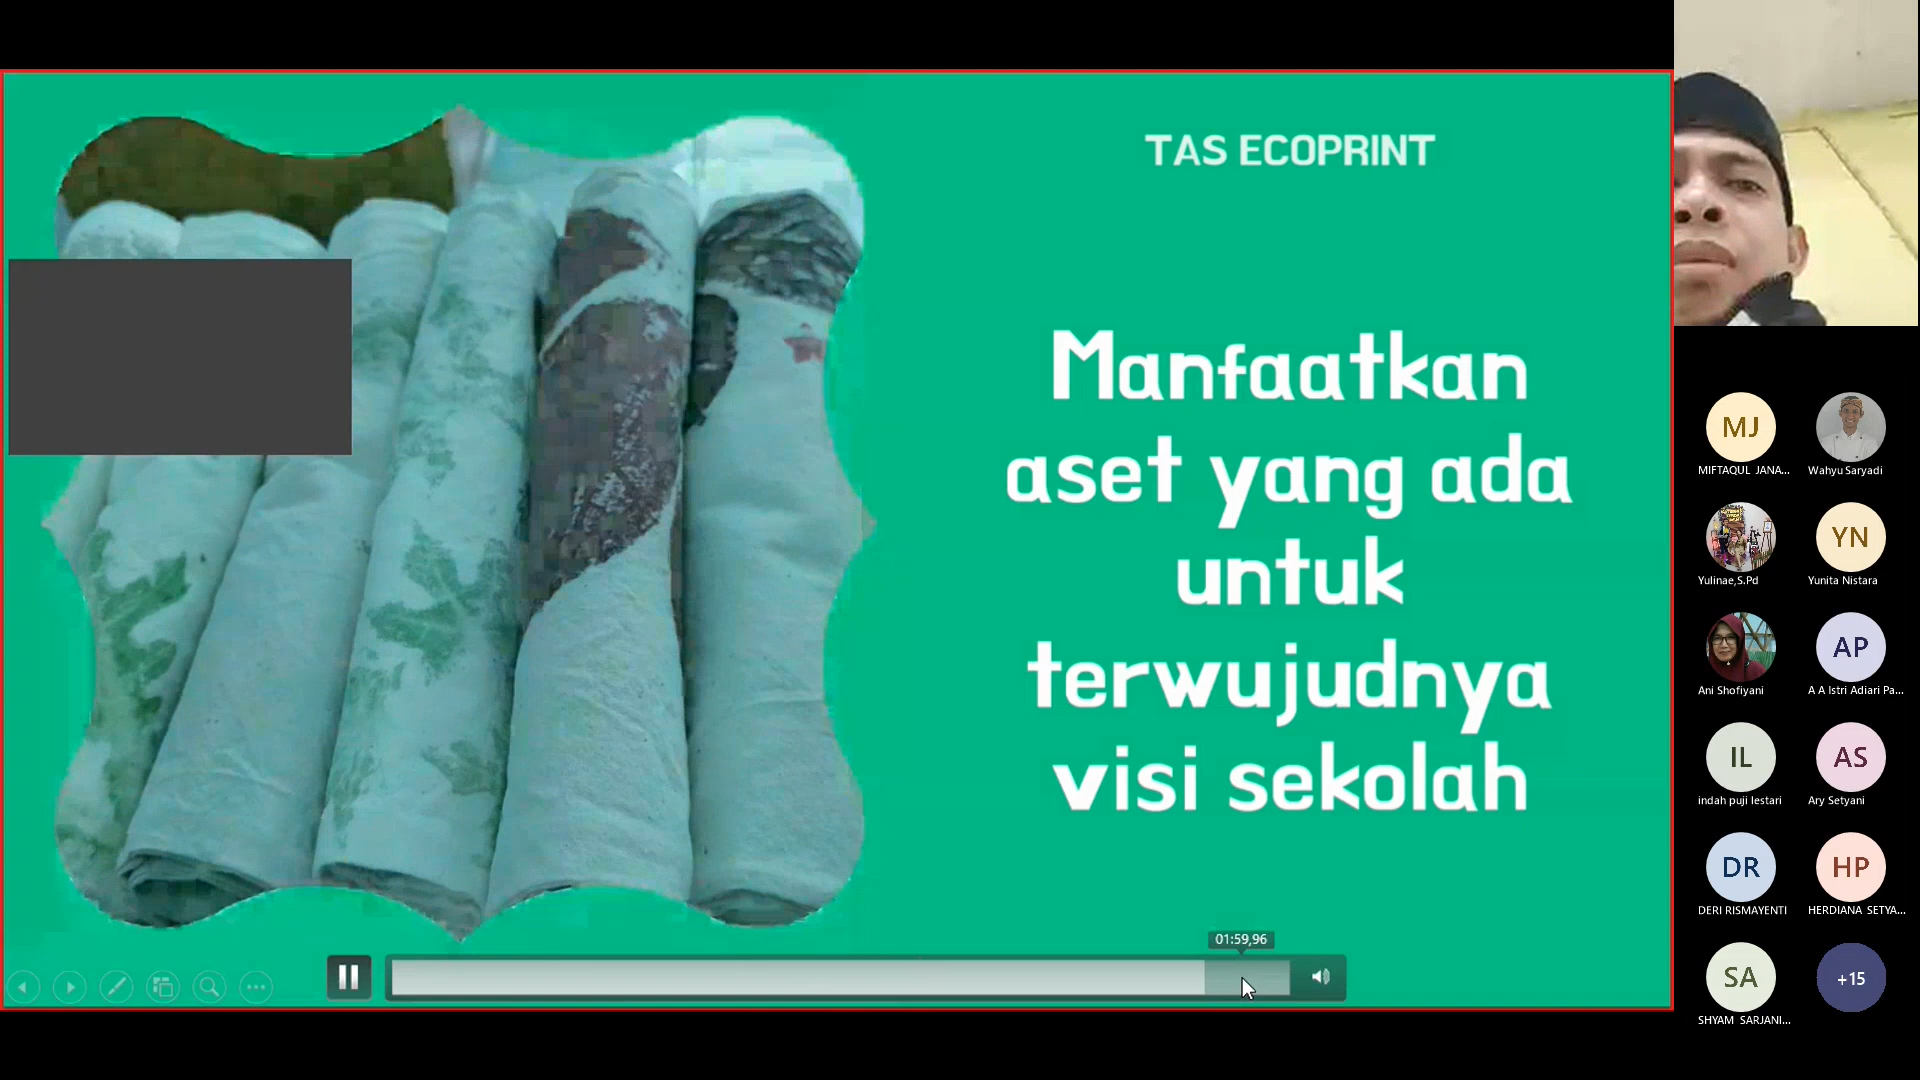 TAS ECOPRINT
Manfaatkan
aset yang ada
untuk
terwujudnya
visi sekolah
01:59,96
MJ
MIFTAQUL JANA...
Wahyu Saryadi
Yulinae,S.Pd
YN
Yunita Nistara
Ani Shofiyani
AP
A A Istri Adiari Pa...
IL
indah puji lestari
AS
Ary Setyani
DR
DERI RISMAYENTI
HP
HERDIANA SETYA...
SA
SHYAM SARJANI...
+15